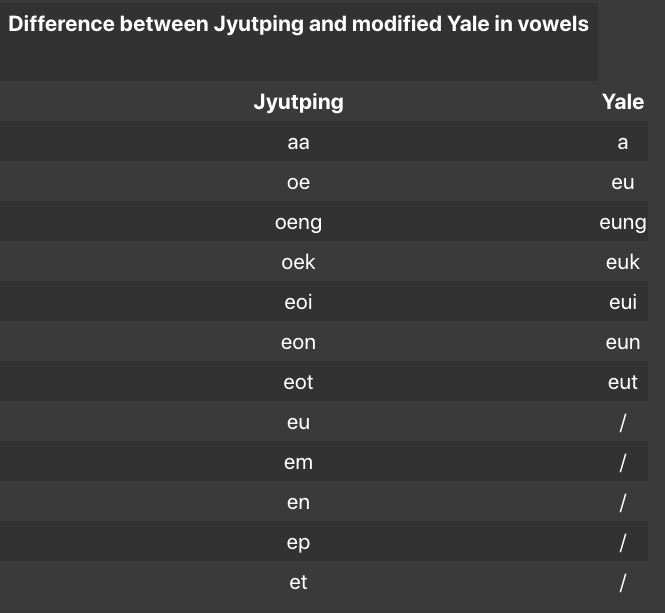 Difference between Jyutping and modified Yale in vowels
Jyutping Yale
aa a
oe eu
oeng eung
oek euk
eoi eui
eon eun
eot eut
eu /
em /
en /
ep /
et /